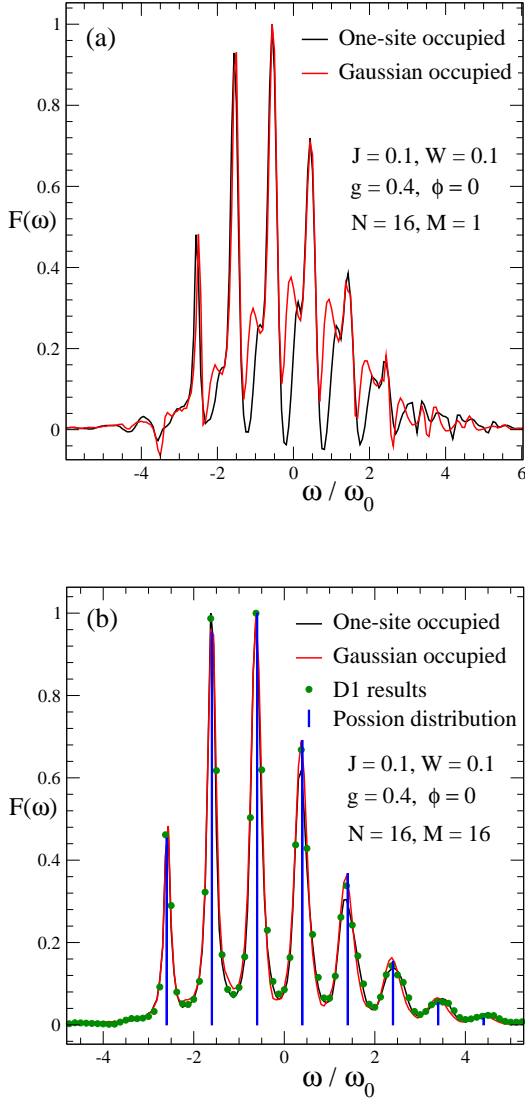 (a)
One-site occupied
Gaussian occupied
J = 0.1, W = 0.1
g = 0.4, ϕ = 0
N = 16, M = 1
F(ω)
1
0.8
0.6
0.4
0.2
0
-4 -2 0 2 4 6
ω / ω0
(b)
One-site occupied
Gaussian occupied
D1 results
Possion distribution
J = 0.1, W = 0.1
g = 0.4, ϕ = 0
N = 16, M = 16
F(ω)
1
0.8
0.6
0.4
0.2
0
-4 -2 0 2 4
ω / ω0